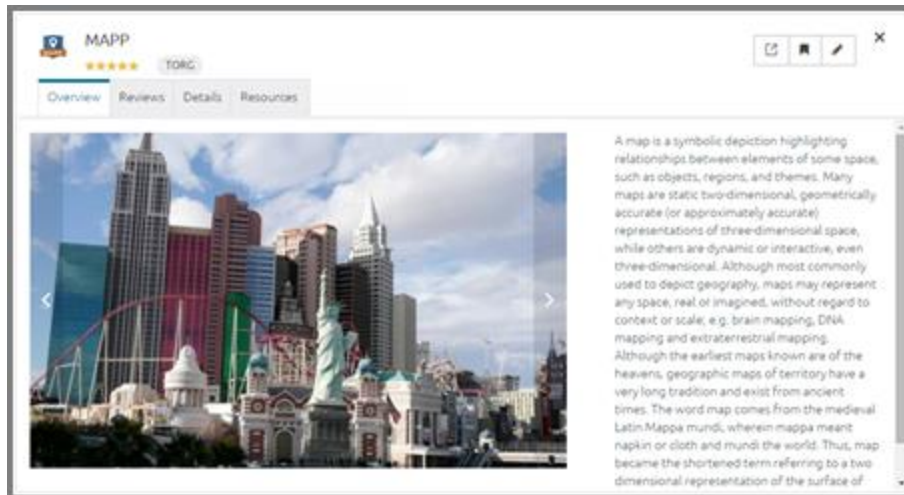 MAPP
TORG
Overview Reviews Details Resources
A map is a symbolic depiction highlighting
relationships between elements of some space,
such as objects, regions, and themes. Many
maps are static two-dimensional, geometrically
accurate (or approximately accurate)
representations of three-dimensional space,
while others are dynamic or interactive, even
three-dimensional. Although most commonly
used to depict geography, maps may represent
any space, real or imagined, without regard to
context or scale; e.g. brain mapping, DNA
mapping and extraterrestrial mapping.
Although the earliest maps known are of the
heavens, geographic maps of territory have a
very long tradition and exist from ancient
times. The word map comes from the medieval
Latin Mappa mundi, wherein mappa meant
napkin or cloth and mundi the world. Thus, map
became the shortened term referring to a two
dimensional representation of the surface of